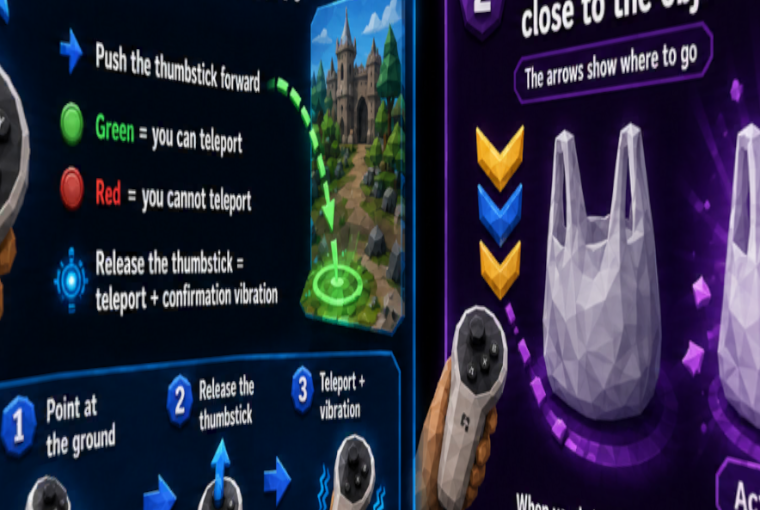 Push the thumbstick forward
Green = you can teleport
Red = you cannot teleport
Release the thumbstick =
teleport + confirmation vibration
1
Point at
the ground
2
Release the
thumbstick
3
Teleport +
vibration
close to the
The arrows show where to go